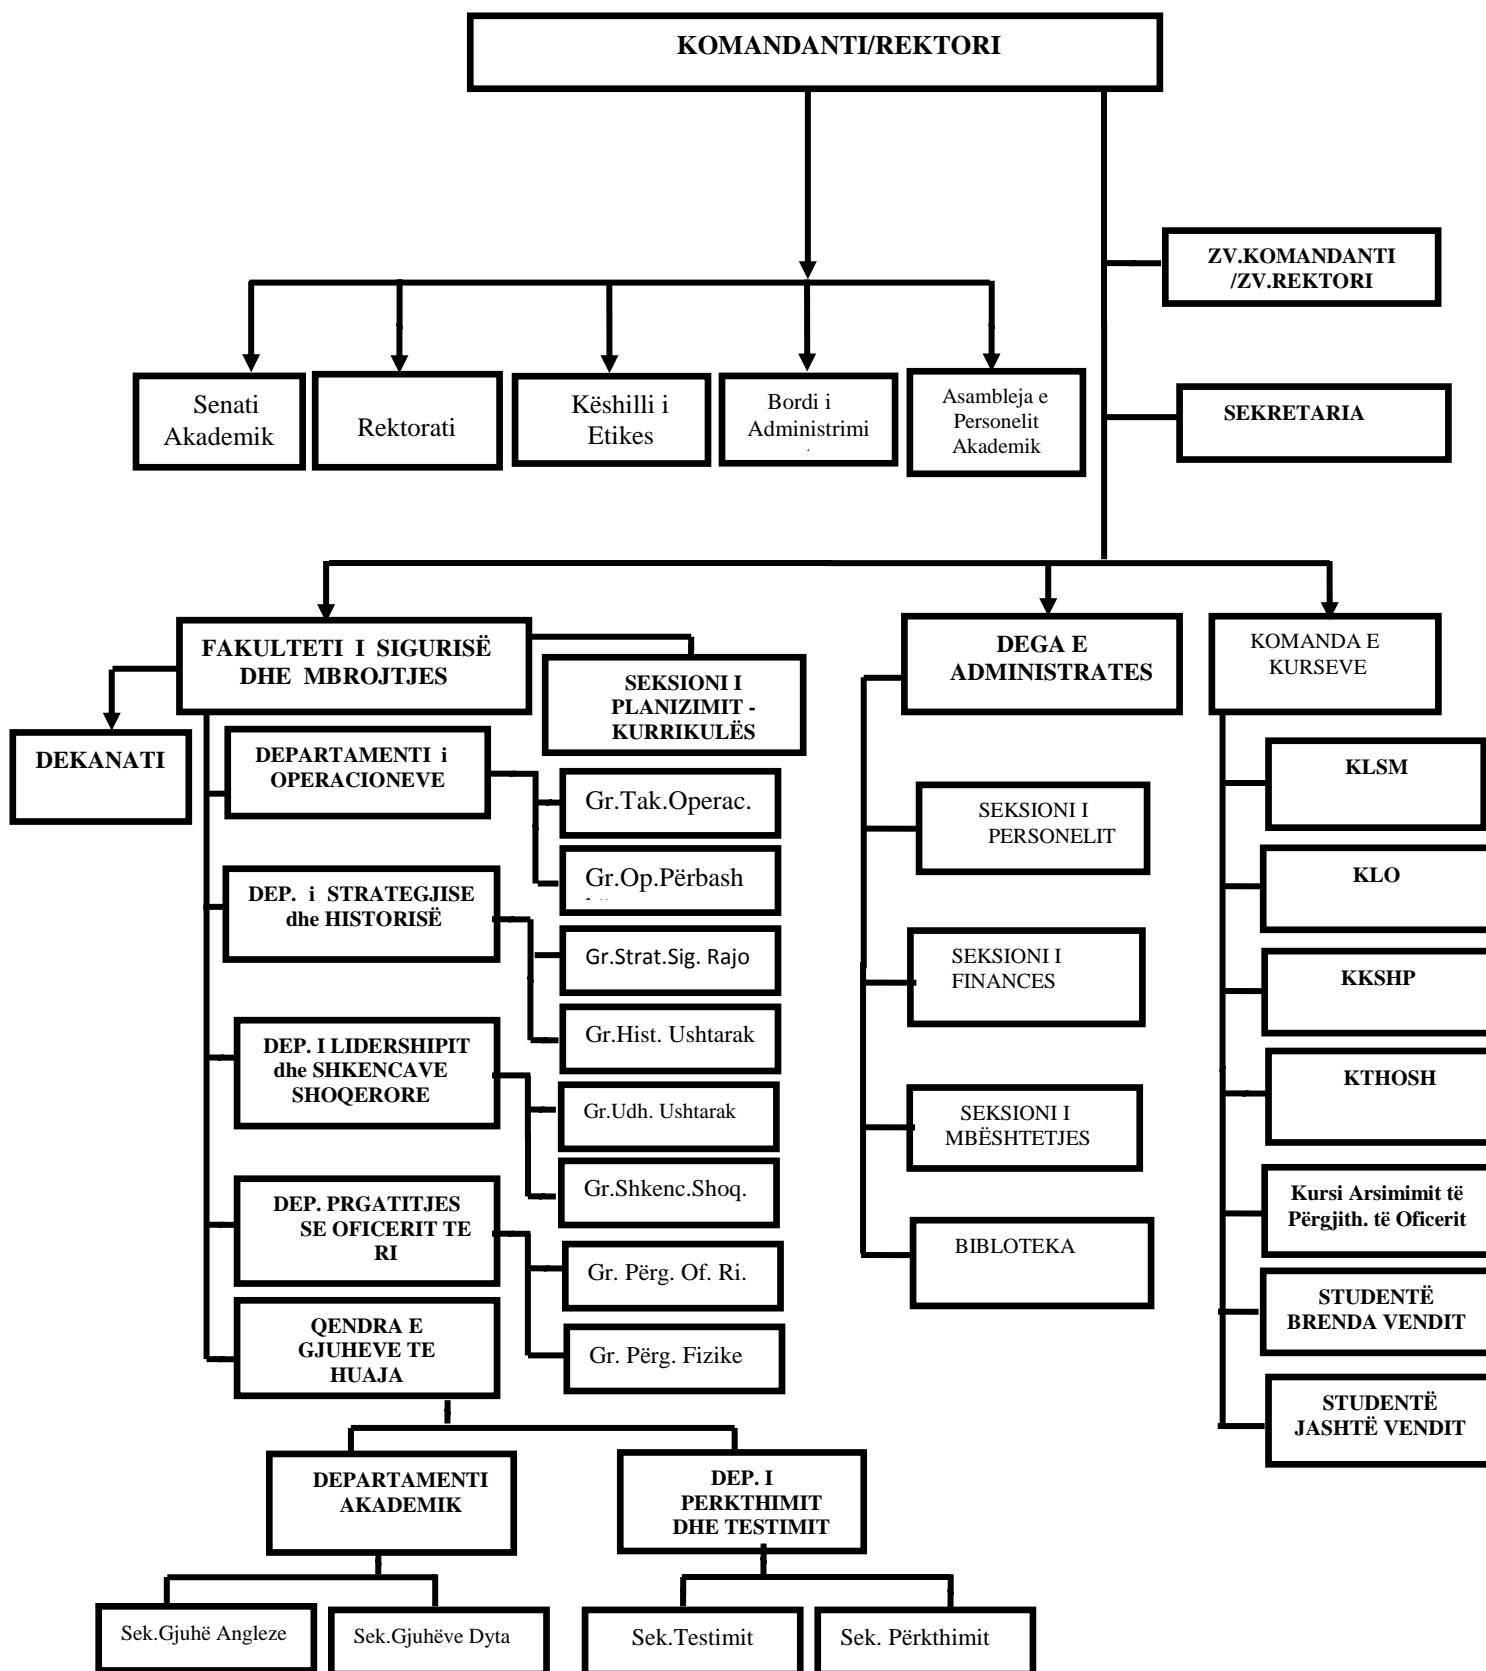 KOMANDANTI/REKTORI
ZV.KOMANDANTI
/ZV.REKTORI
Senati
Akademik
Rektorati
Këshilli i
Etikes
Bordi i
Administrimi
Asambleja e
Personelit
Akademik
SEKRETARIA
FAKULTETI I SIGURISË
DHE MBROJTJES
SEKSIONI I
PLANIZIMIT -
KURRIKULËS
DEKANATI
DEGA E
ADMINISTRATES
KOMANDA E
KURSEVE
DEPARTAMENTI i
OPERACIONEVE
Gr.Tak.Operac.
Gr.Op.Përbash
DEP. i STRATEGJISE
dhe HISTORISË
Gr.Strat.Sig. Rajo
Gr.Hist. Ushtarak
DEP. I LIDERSHIPIT
dhe SHKENCAVE
SHOQERORE
Gr.Udh. Ushtarak
Gr.Shkenc.Shoq.
DEP. PRGATITJES
SE OFICERIT TE
RI
Gr. Përg. Of. Ri.
Gr. Përg. Fizike
QENDRA E
GJUHEVE TE
HUAJA
SEKSIONI I
PERSONELIT
SEKSIONI I
FINANCES
SEKSIONI I
MBËSHTETJES
BIBLOTEKA
KLSM
KLO
KKSHP
KTHOSH
Kursi Arsimimit të
Përgjith. të Oficerit
STUDENTË
BRENDA VENDIT
STUDENTË
JASHTË VENDIT
DEPARTAMENTI
AKADEMIK
DEP. I
PERKTHIMIT
DHE TESTIMIT
Sek.Gjuhë Angleze
Sek.Gjuhëve Dyta
Sek.Testimit
Sek. Përkthimit